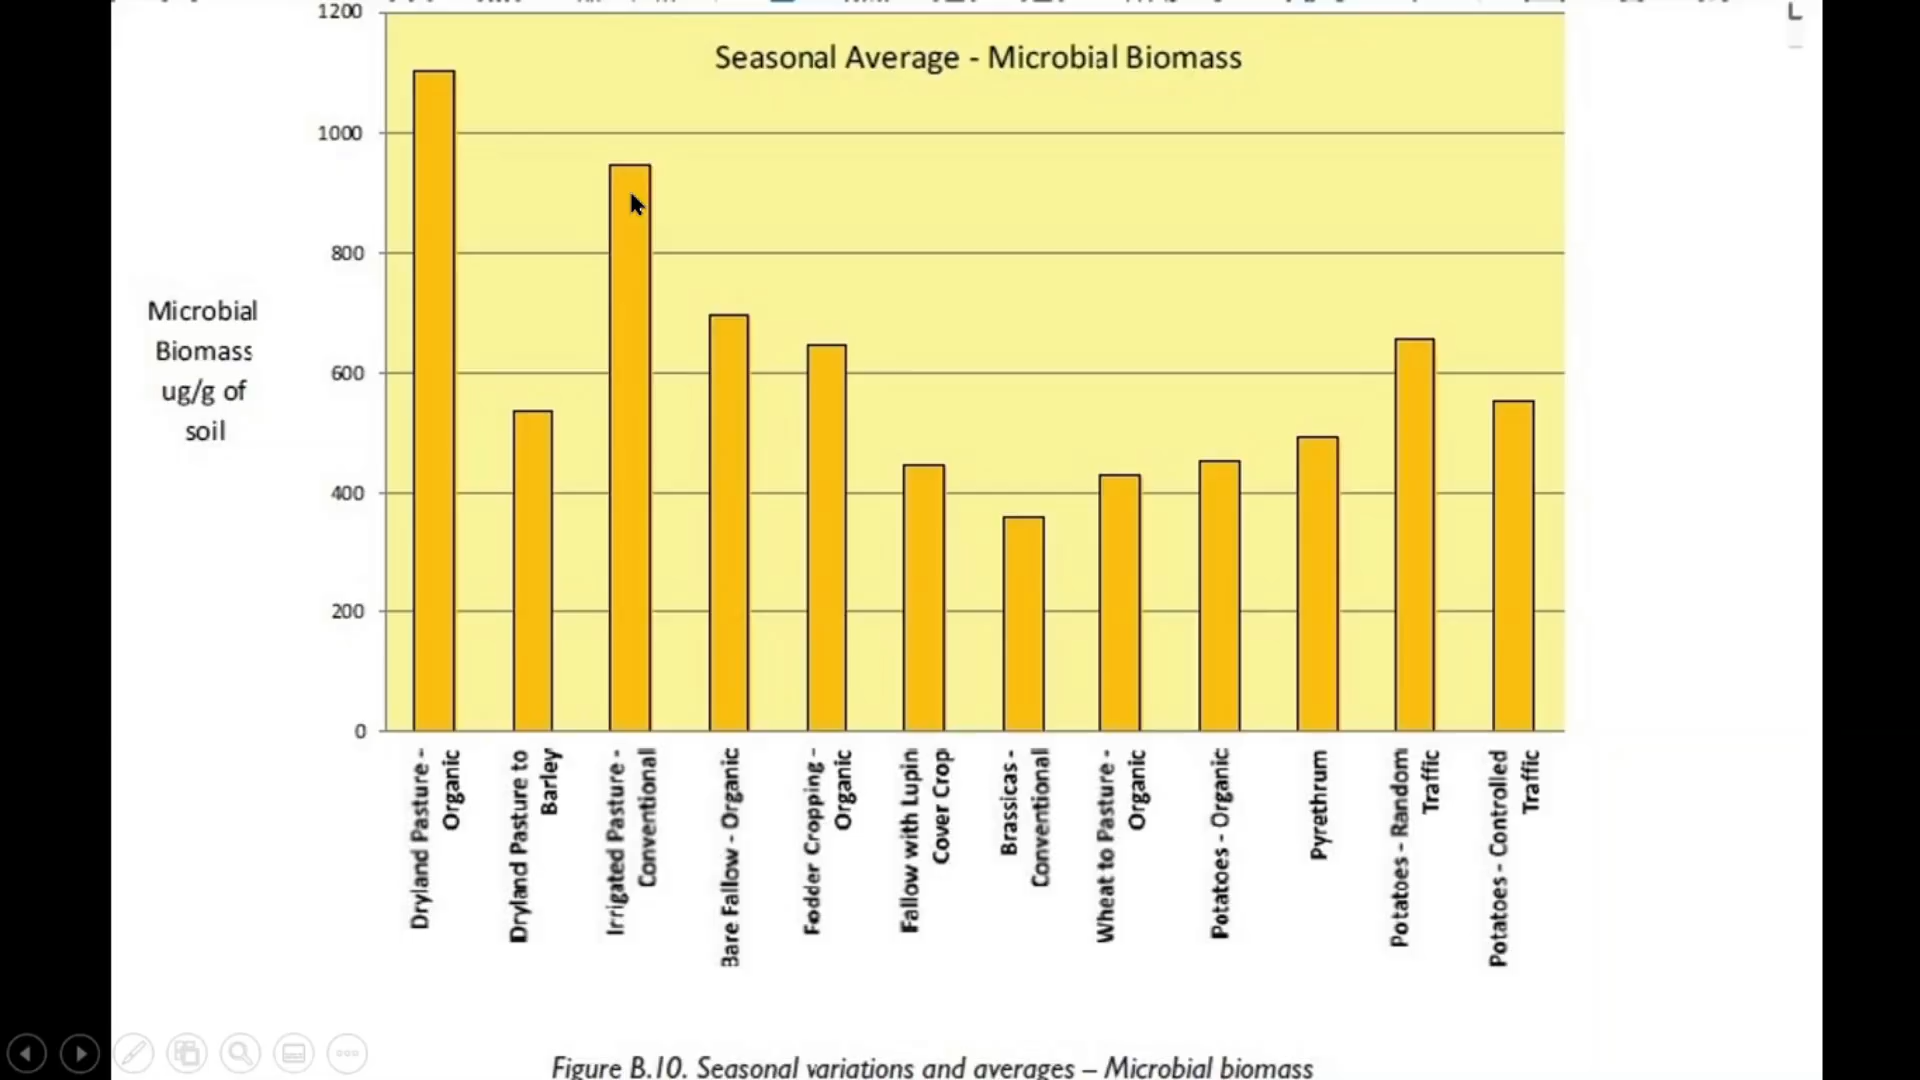 Seasonal Average - Microbial Biomass
1200
1000
800
600
400
200
0
Microbial
Biomass
ug/g of
soil
Dryland Pasture -
Organic
Dryland Pasture to
Barley
Irrigated Pasture -
Conventional
Bare Fallow - Organic
Fodder Cropping -
Organic
Fallow with Lupin
Cover Crop
Brassicas -
Conventional
Wheat to Pasture -
Organic
Potatoes - Organic
Pyrethrum
Potatoes - Random
Traffic
Potatoes - Controlled
Traffic
Figure B.10. Seasonal variations and averages – Microbial biomass